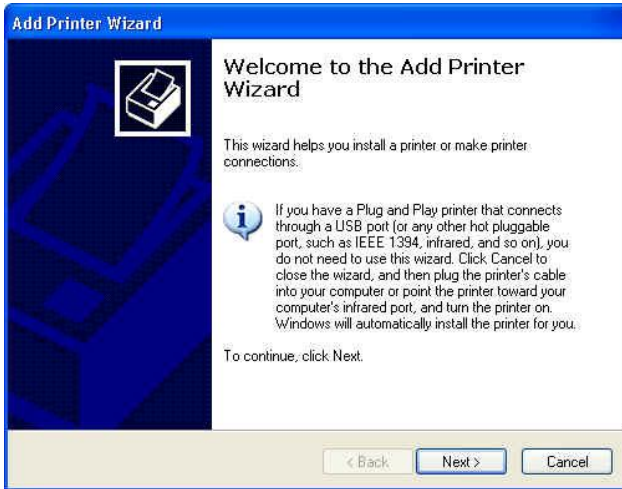 Add Printer Wizard
Welcome to the Add Printer
Wizard
This wizard helps you install a printer or make printer
connections.
If you have a Plug and Play printer that connects
through a USB port (or any other hot pluggable
port, such as IEEE 1394, infrared, and so on), you
do not need to use this wizard. Click Cancel to
close the wizard, and then plug the printer's cable
into your computer or point the printer toward your
computer's infrared port, and turn the printer on.
Windows will automatically install the printer for you.
To continue, click Next.
< Back Next > Cancel